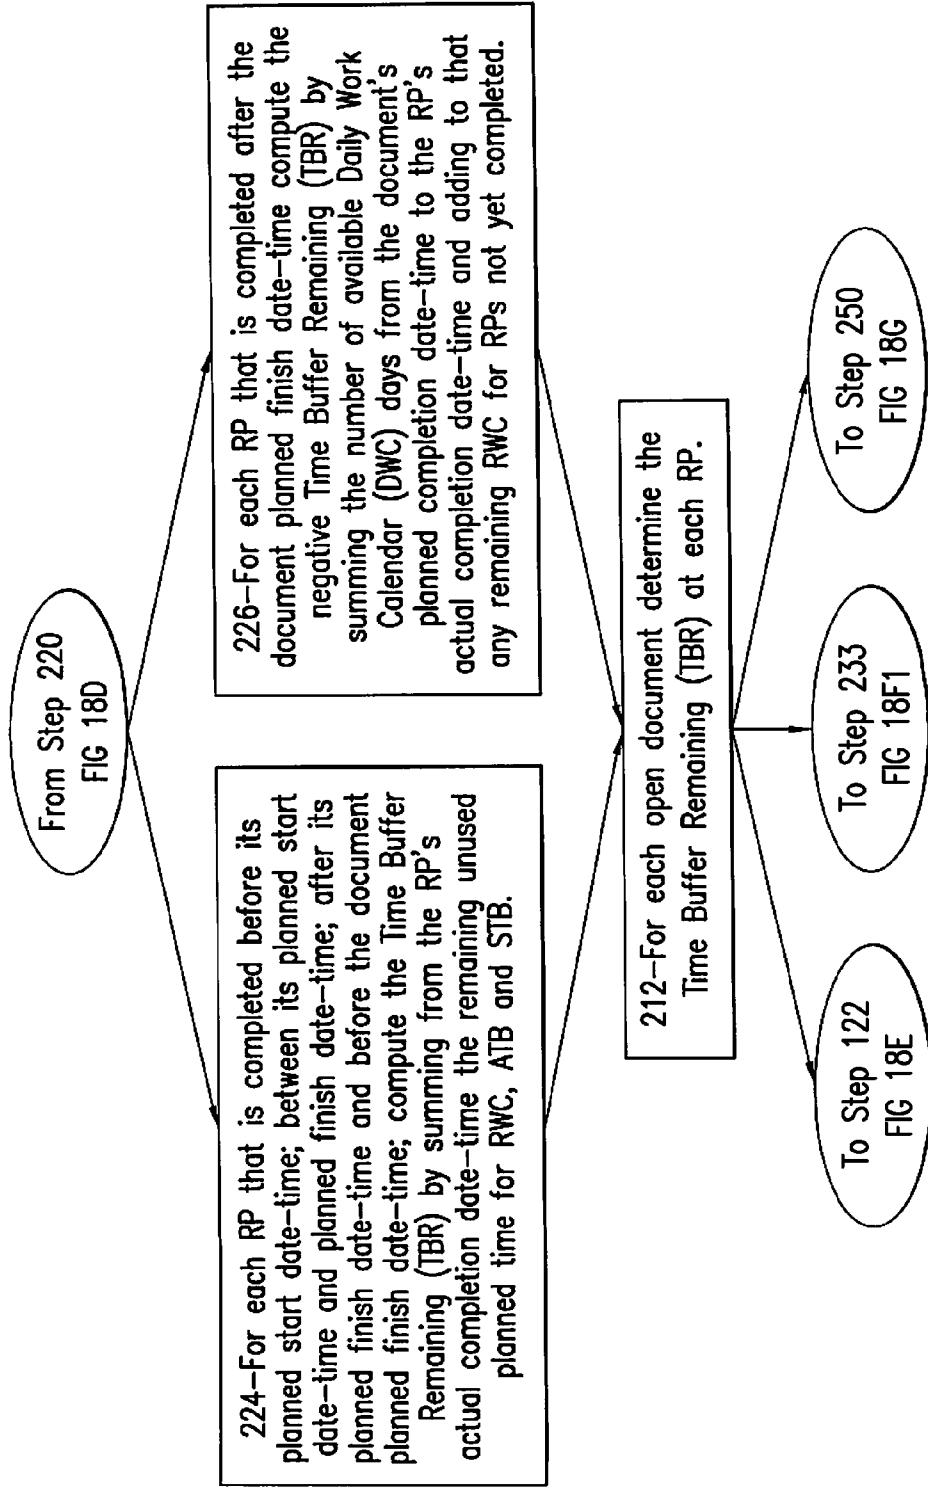 From Step 220
FIG 18D
224–For each RP that is completed before its
planned start date–time; between its planned start
date–time and planned finish date–time; after its
planned finish date–time and before the document
planned finish date–time; compute the Time Buffer
Remaining (TBR) by summing from the RP's
actual completion date–time the remaining unused
planned time for RWC, ATB and STB.
226–For each RP that is completed after the
document planned finish date–time compute the
negative Time Buffer Remaining (TBR) by
summing the number of available Daily Work
Calendar (DWC) days from the document's
planned completion date–time to the RP's
actual completion date–time and adding to that
any remaining RWC for RPs not yet completed.
212–For each open document determine the
Time Buffer Remaining (TBR) at each RP.
To Step 122
FIG 18E
To Step 233
FIG 18F1
To Step 250
FIG 18G